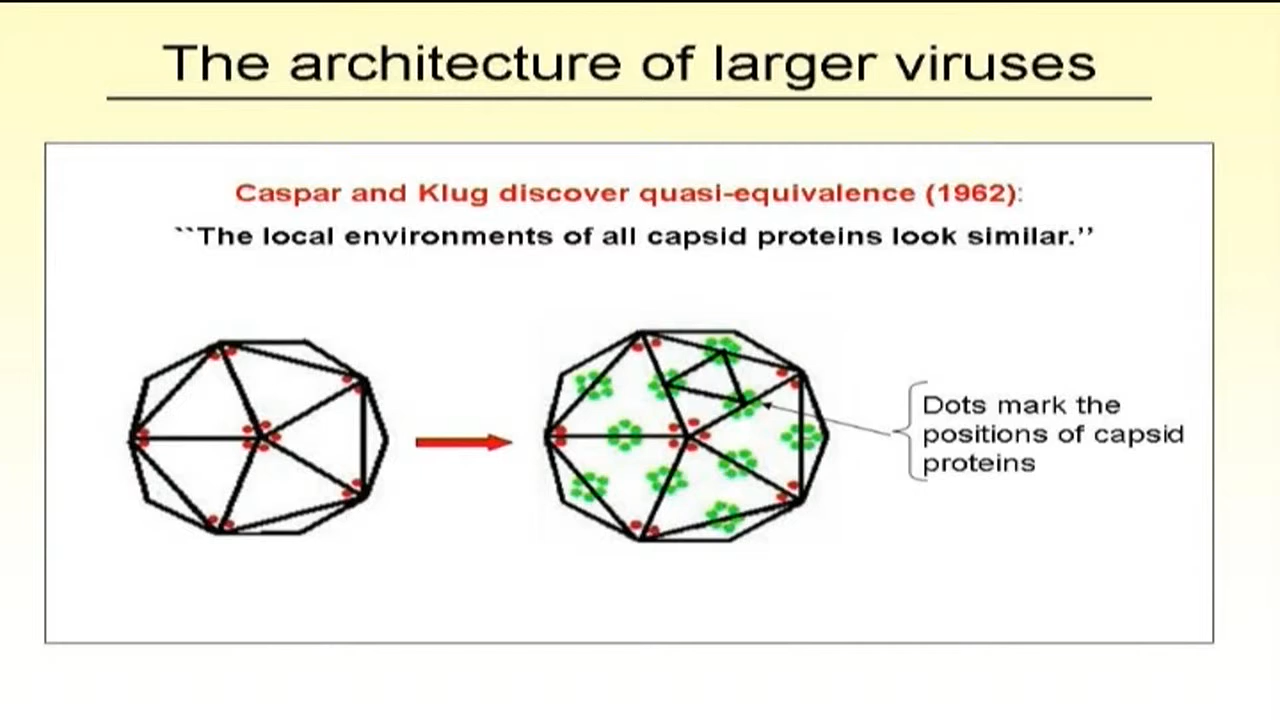 The architecture of larger viruses
Caspar and Klug discover quasi-equivalence (1962):
``The local environments of all capsid proteins look similar.’’
Dots mark the
positions of capsid
proteins